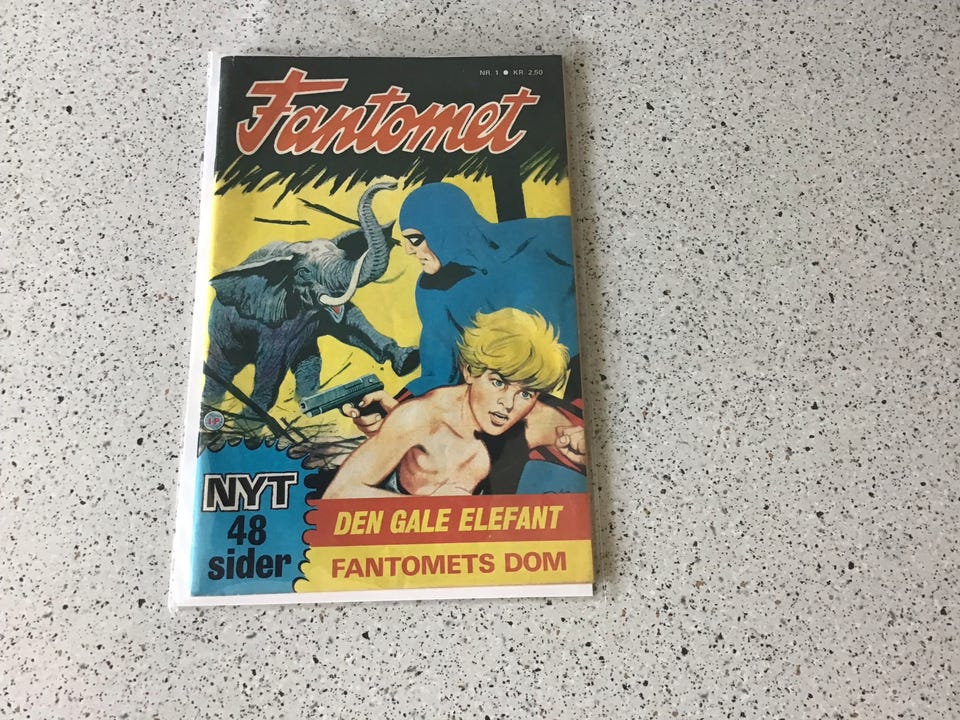 NR. 1 ● KR. 2,50
Fantomet
NYT
48
sider
DEN GALE ELEFANT
FANTOMETS DOM